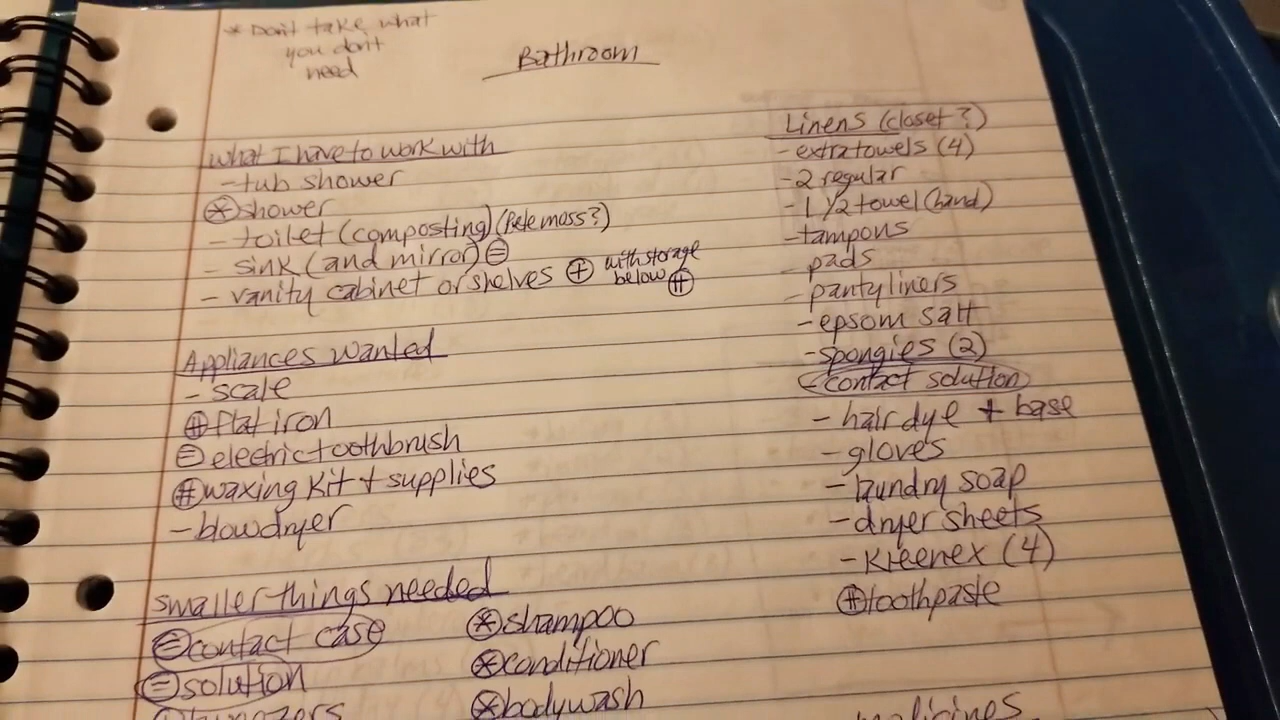 * Don't take what
you don't
need
Bathroom
What I have to work with
- tub shower
⊛ shower
- toilet (composting) (Pete moss?)
- sink (and mirror) ⊜
- vanity cabinet or shelves ⊕ with storage
below ⊞
Appliances Wanted
- scale
⊞ flat iron
⊜ electric toothbrush
⊞ waxing kit + supplies
- blowdryer
Smaller things needed
⊜ contact case
⊜ solution
⊛ shampoo
⊛ conditioner
⊛ bodywash
Linens (closet?)
- extra towels (4)
- 2 regular
- 1 1/2 towel (hand)
- tampons
- pads
- pantyliners
- epsom salt
- spongies (2)
- contact solution
- hair dye + base
- gloves
- laundry soap
- dryer sheets
- Kleenex (4)
⊞ toothpaste